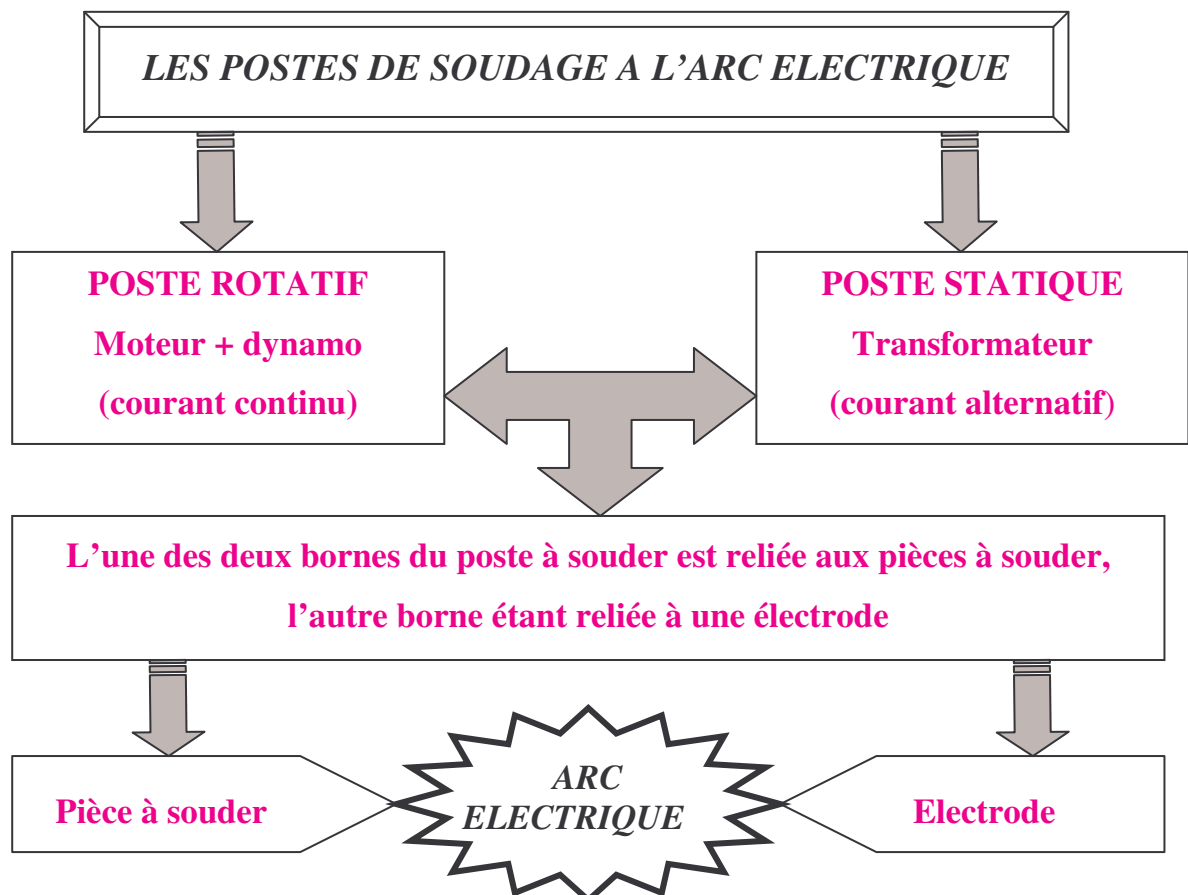 LES POSTES DE SOUDAGE A L’ARC ELECTRIQUE
POSTE ROTATIF
Moteur + dynamo
(courant continu)
POSTE STATIQUE
Transformateur
(courant alternatif)
L’une des deux bornes du poste à souder est reliée aux pièces à souder,
l’autre borne étant reliée à une électrode
Pièce à souder
ARC
ELECTRIQUE
Electrode